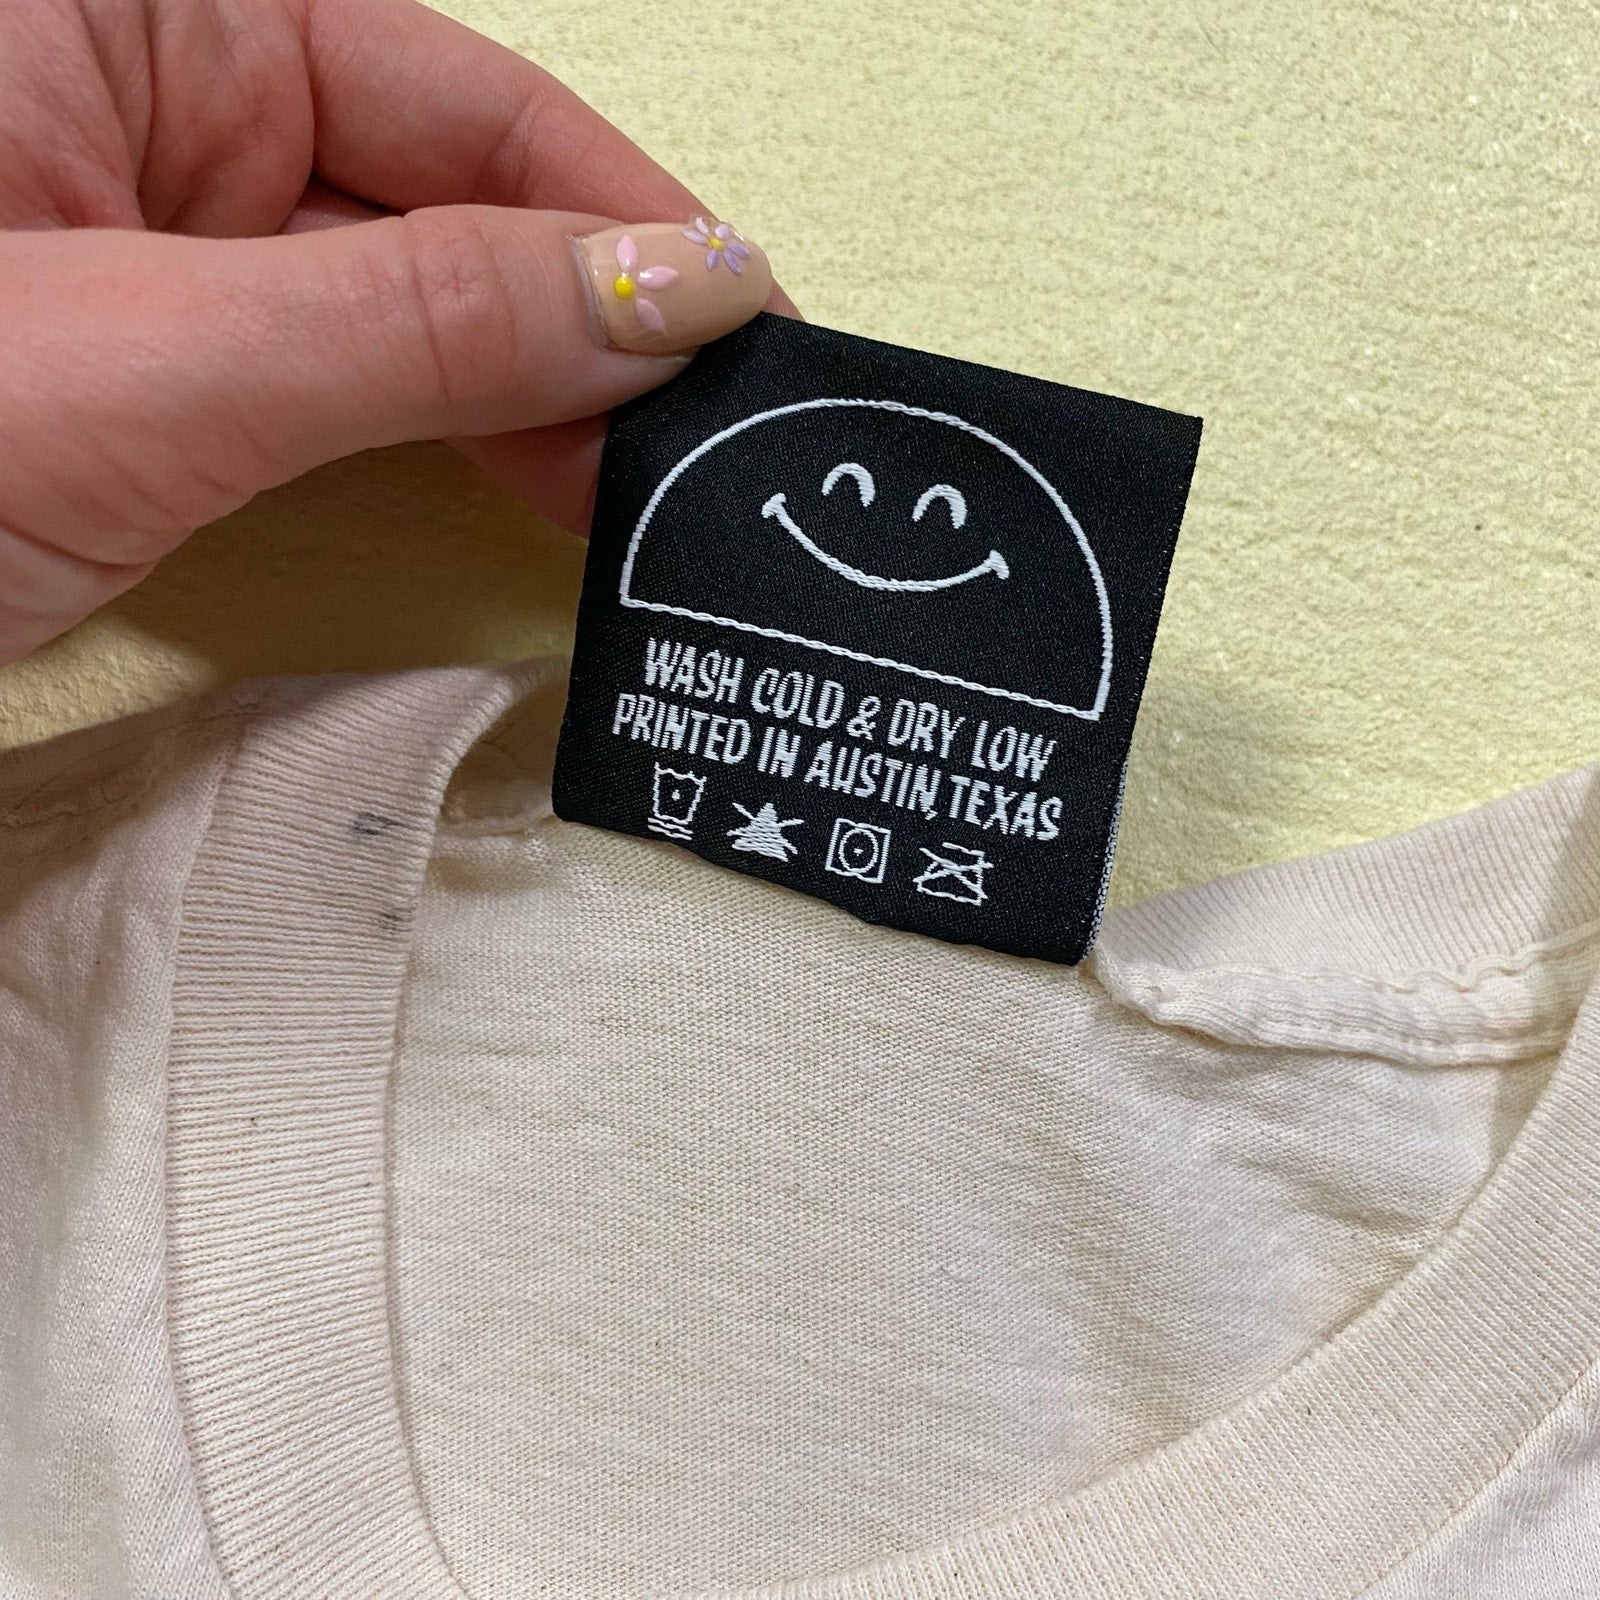 WASH COLD & DRY LOW
PRINTED IN AUSTIN, TEXAS